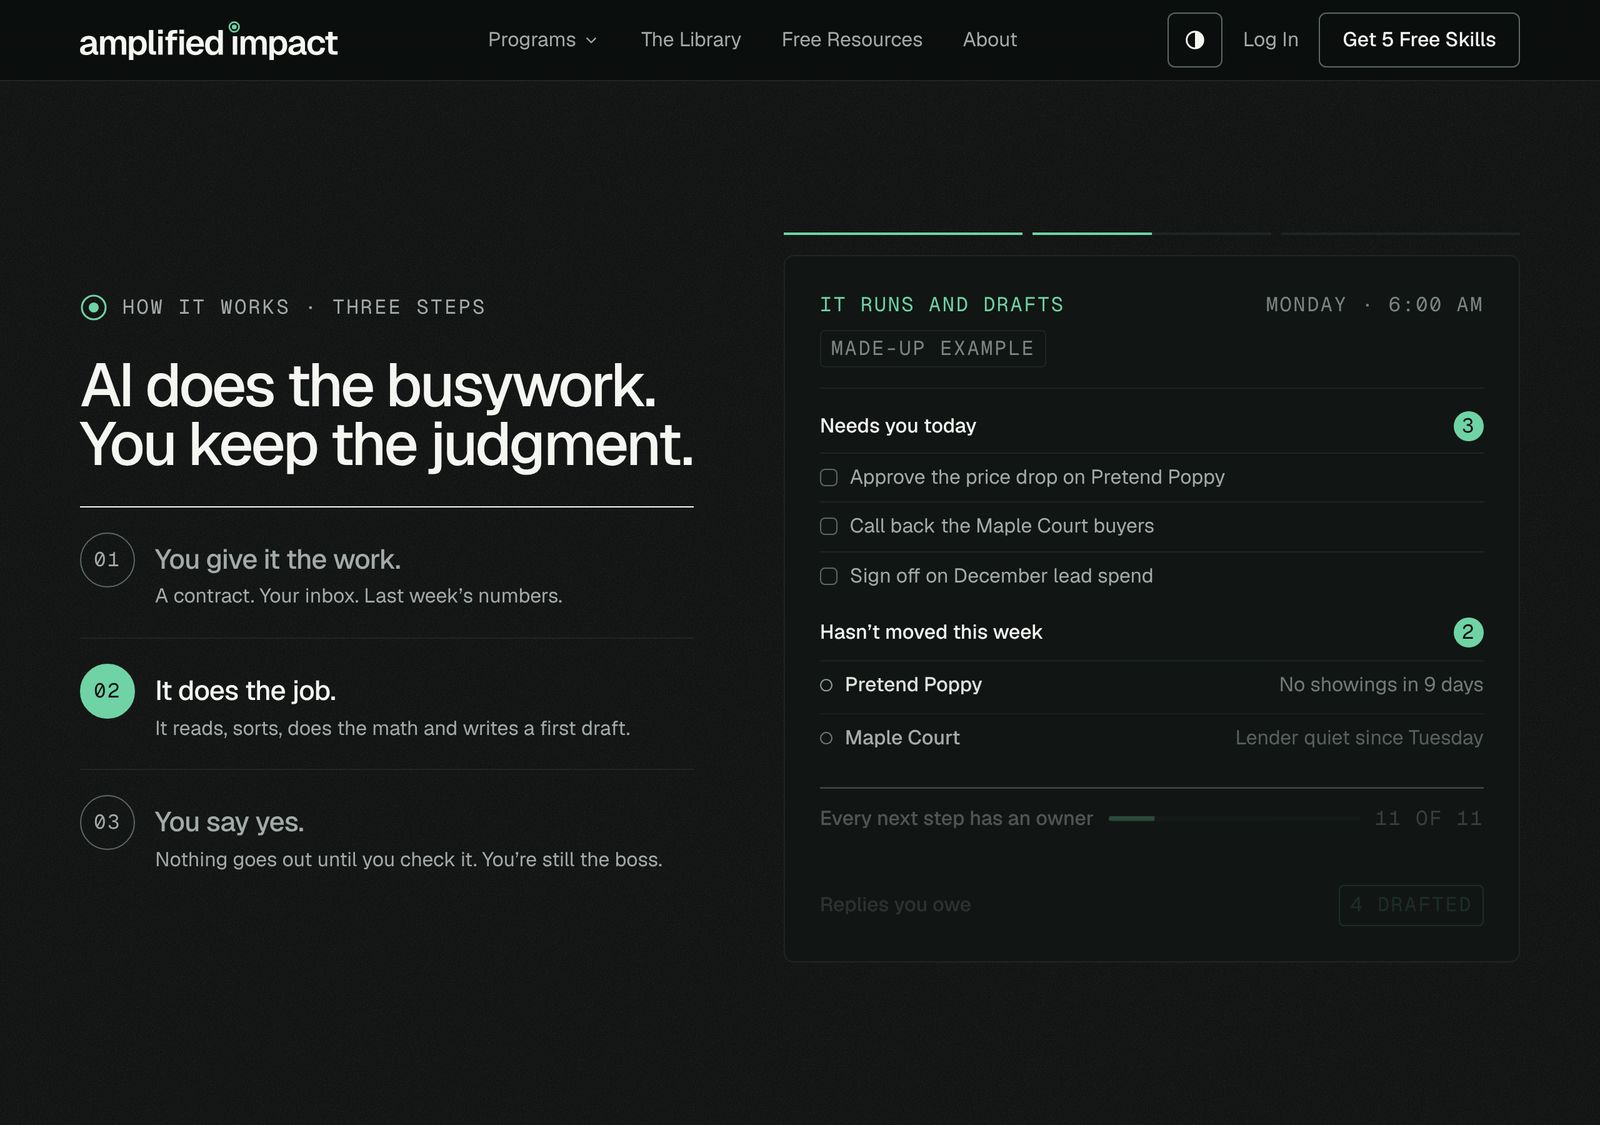 amplified impact
Programs
The Library
Free Resources
About
Log In
Get 5 Free Skills
HOW IT WORKS · THREE STEPS
AI does the busywork.
You keep the judgment.
01
You give it the work.
A contract. Your inbox. Last week’s numbers.
02
It does the job.
It reads, sorts, does the math and writes a first draft.
03
You say yes.
Nothing goes out until you check it. You’re still the boss.
IT RUNS AND DRAFTS
MONDAY · 6:00 AM
MADE-UP EXAMPLE
Needs you today
3
Approve the price drop on Pretend Poppy
Call back the Maple Court buyers
Sign off on December lead spend
Hasn’t moved this week
2
Pretend Poppy
No showings in 9 days
Maple Court
Lender quiet since Tuesday
Every next step has an owner
11 OF 11
Replies you owe
4 DRAFTED